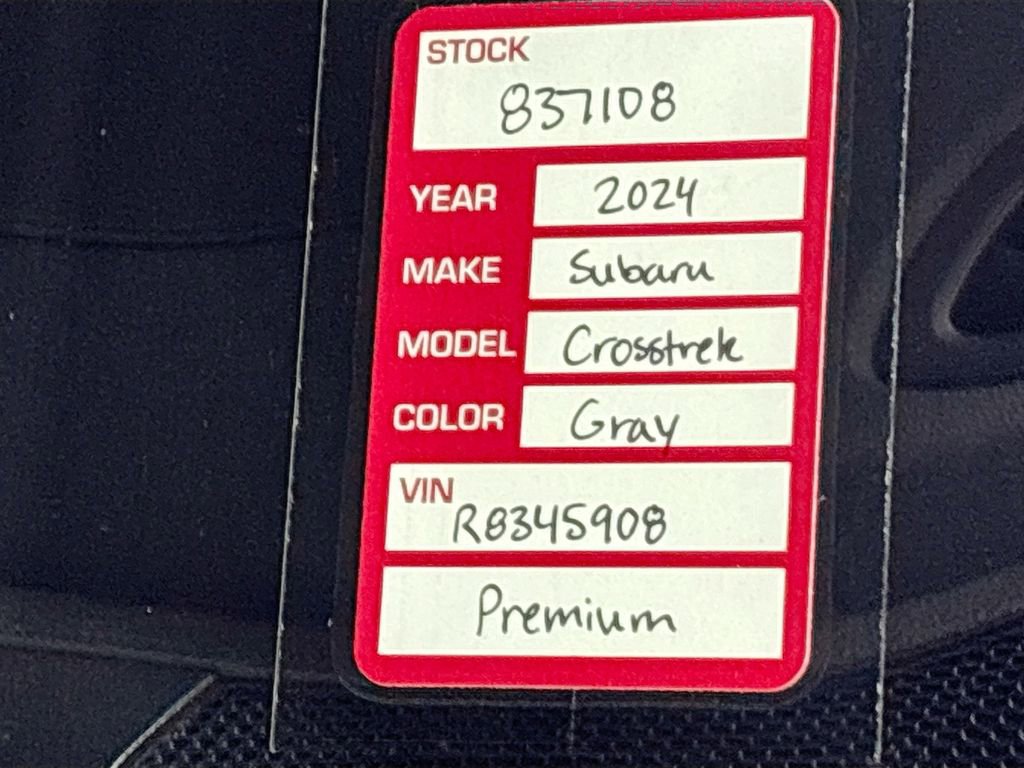 STOCK
837108
YEAR 2024
MAKE Subaru
MODEL Crosstrek
COLOR Gray
VIN
R8345908
Premium